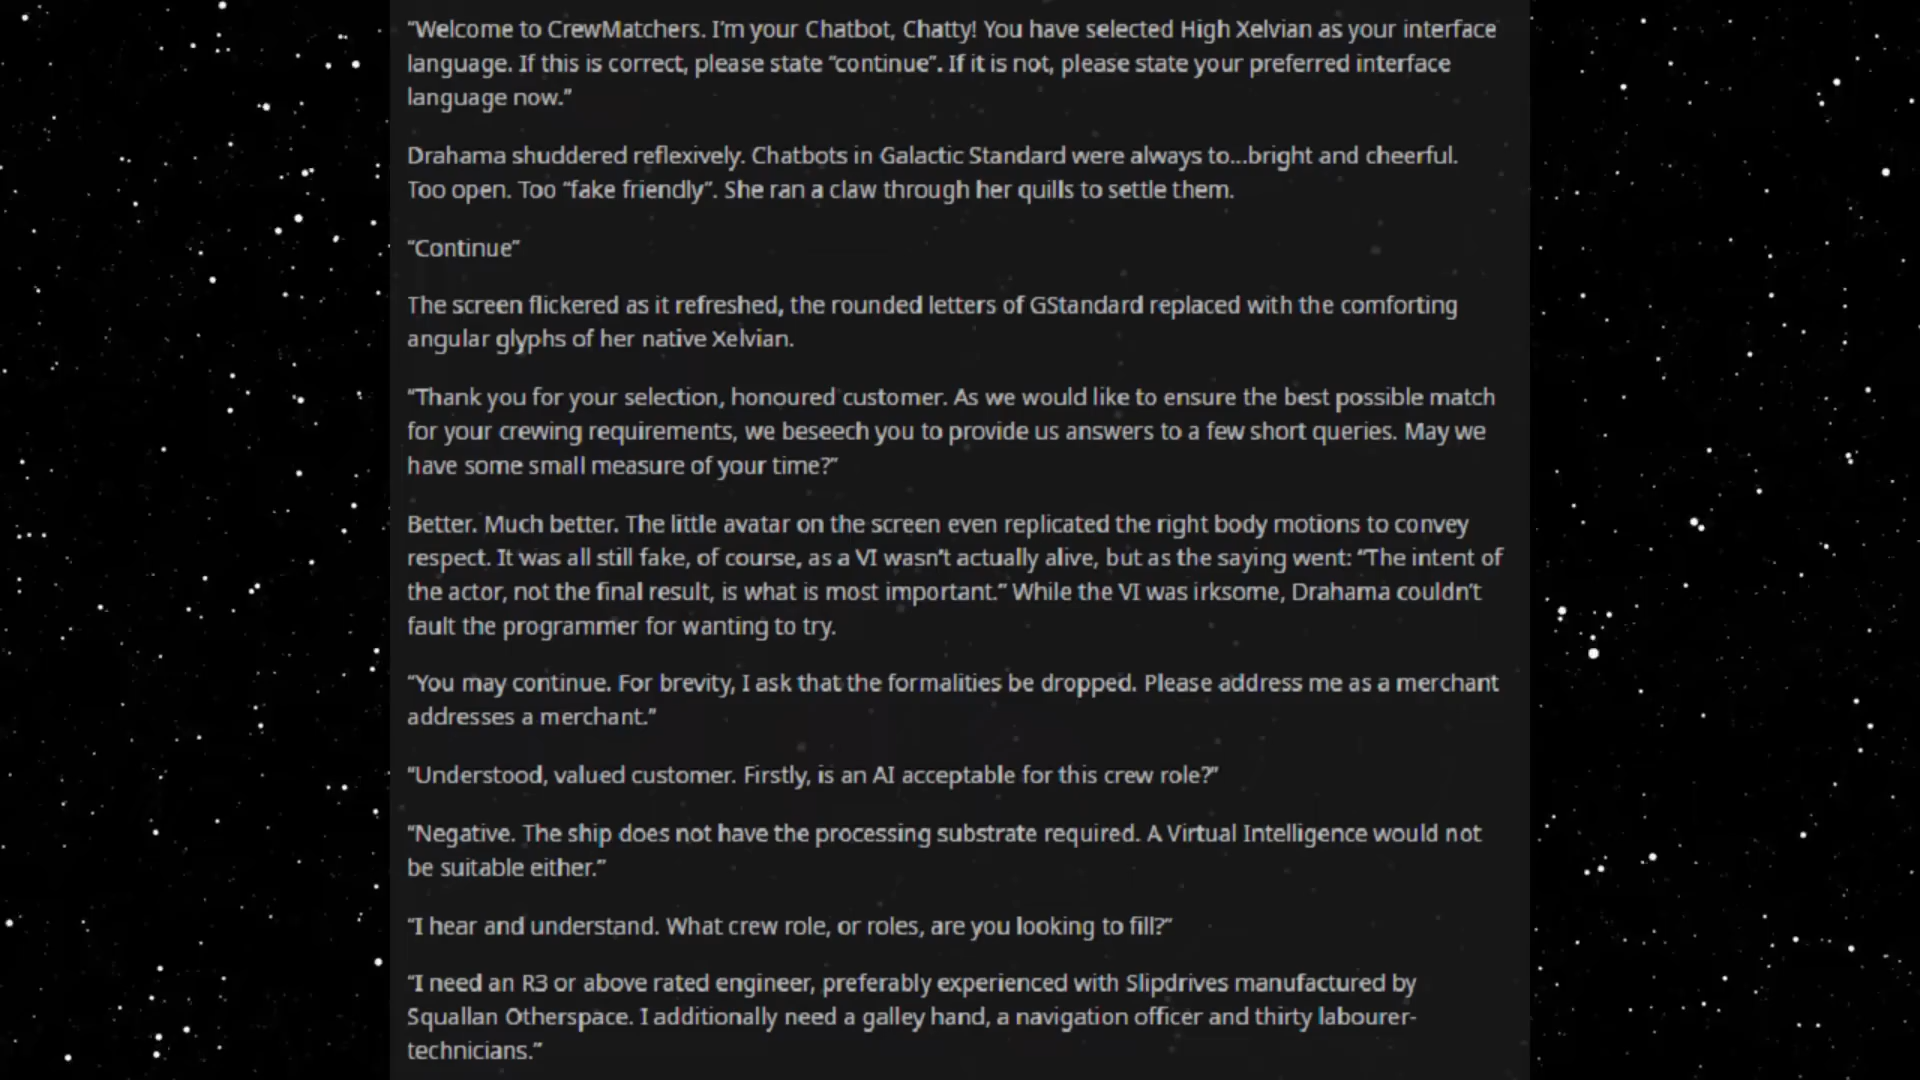 “Welcome to CrewMatchers. I’m your Chatbot, Chatty! You have selected High Xelvian as your interface
language. If this is correct, please state “continue”. If it is not, please state your preferred interface
language now.”
Drahama shuddered reflexively. Chatbots in Galactic Standard were always to...bright and cheerful.
Too open. Too “fake friendly”. She ran a claw through her quills to settle them.
“Continue”
The screen flickered as it refreshed, the rounded letters of GStandard replaced with the comforting
angular glyphs of her native Xelvian.
“Thank you for your selection, honoured customer. As we would like to ensure the best possible match
for your crewing requirements, we beseech you to provide us answers to a few short queries. May we
have some small measure of your time?”
Better. Much better. The little avatar on the screen even replicated the right body motions to convey
respect. It was all still fake, of course, as a VI wasn’t actually alive, but as the saying went: “The intent of
the actor, not the final result, is what is most important.” While the VI was irksome, Drahama couldn’t
fault the programmer for wanting to try.
“You may continue. For brevity, I ask that the formalities be dropped. Please address me as a merchant
addresses a merchant.”
“Understood, valued customer. Firstly, is an AI acceptable for this crew role?”
“Negative. The ship does not have the processing substrate required. A Virtual Intelligence would not
be suitable either.”
“I hear and understand. What crew role, or roles, are you looking to fill?”
“I need an R3 or above rated engineer, preferably experienced with Slipdrives manufactured by
Squallan Otherspace. I additionally need a galley hand, a navigation officer and thirty labourer-
technicians.”